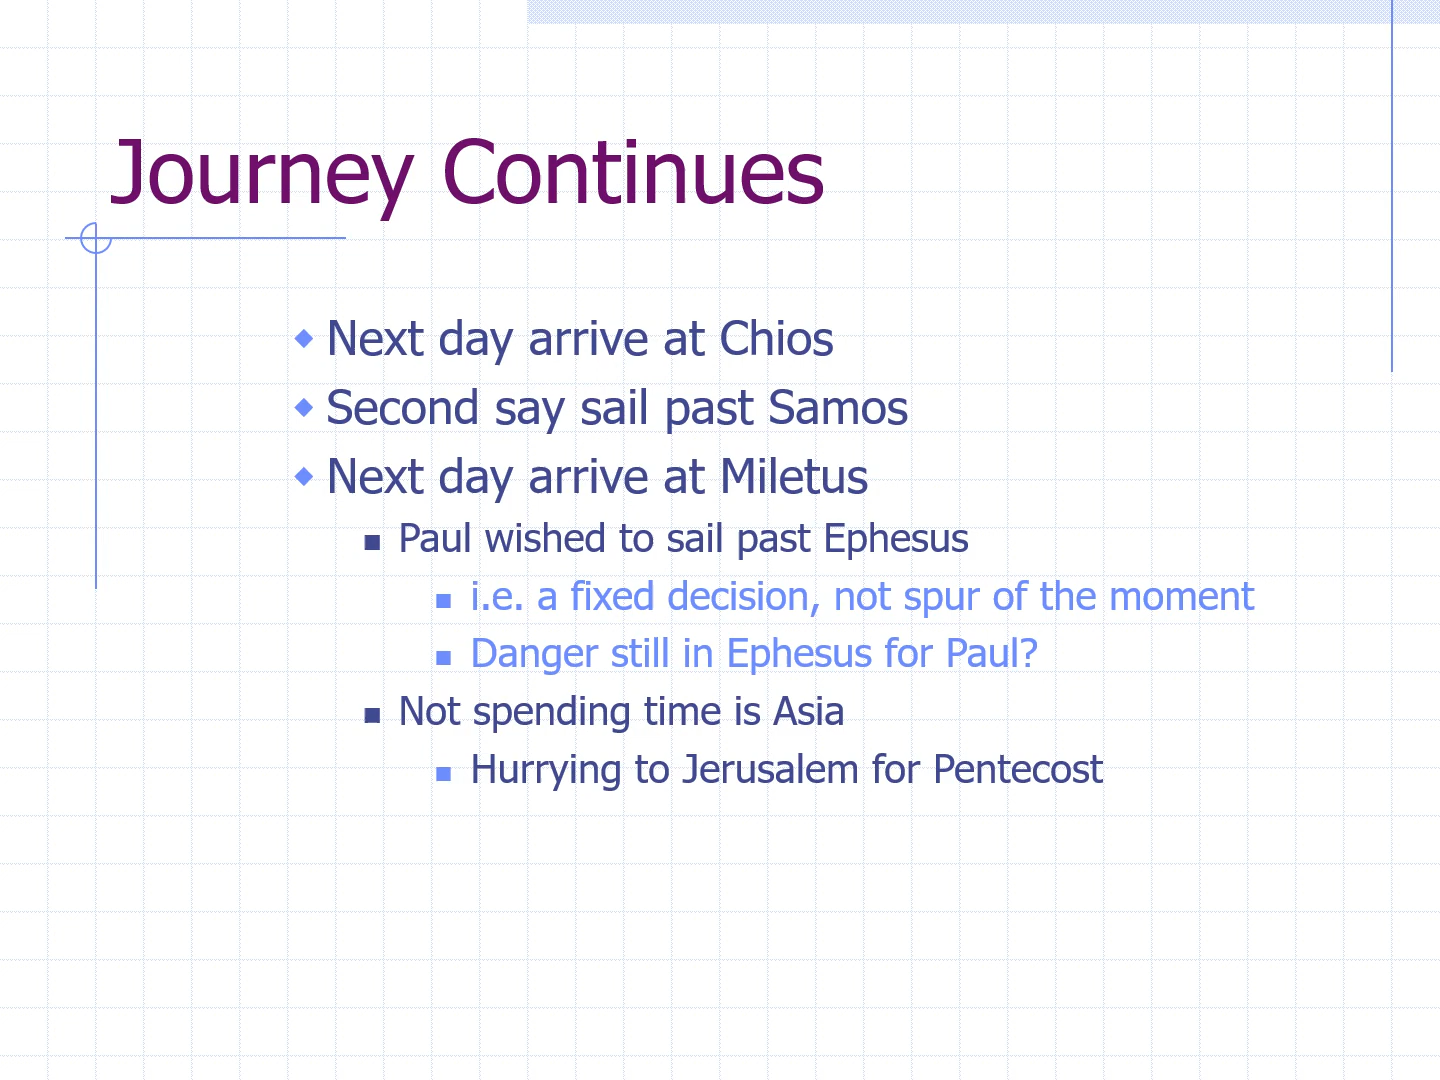 Journey Continues
Next day arrive at Chios
Second say sail past Samos
Next day arrive at Miletus
Paul wished to sail past Ephesus
i.e. a fixed decision, not spur of the moment
Danger still in Ephesus for Paul?
Not spending time is Asia
Hurrying to Jerusalem for Pentecost